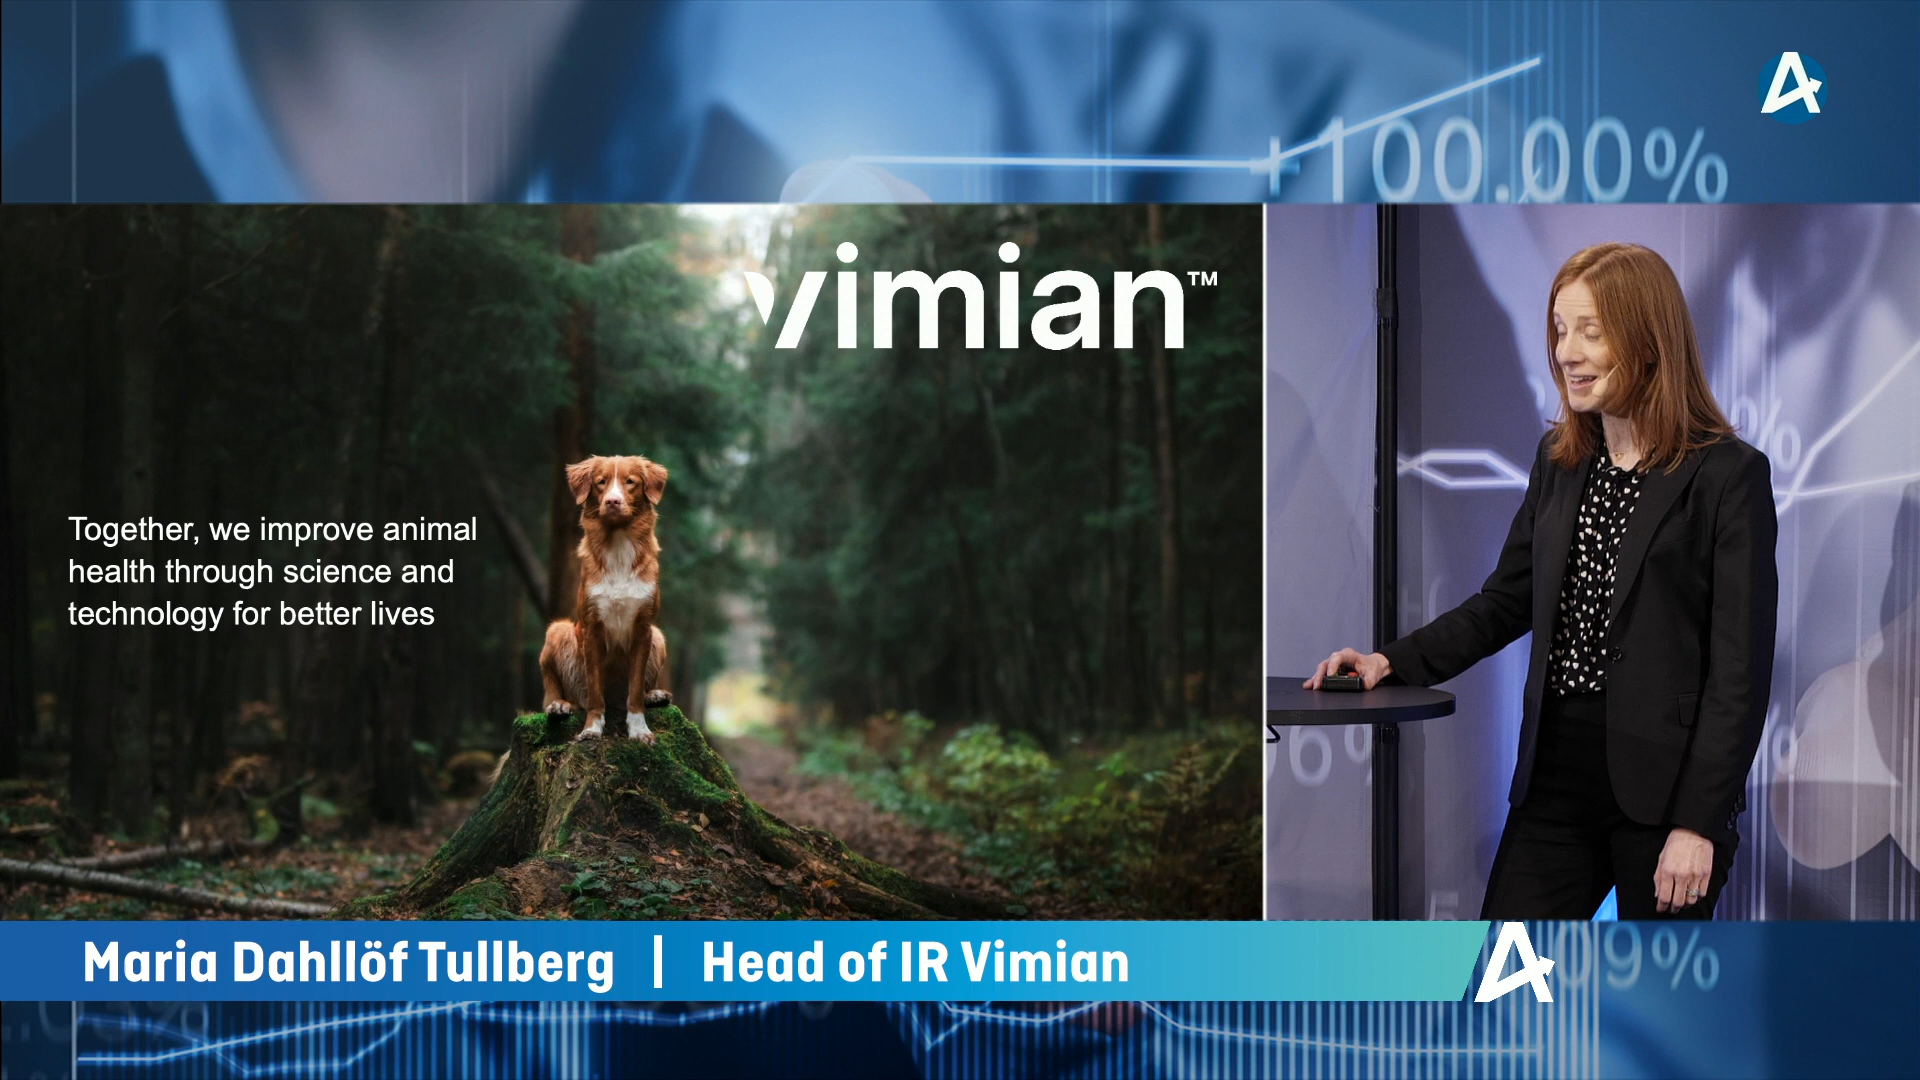 +100.00%
vimian™
Together, we improve animal
health through science and
technology for better lives
Maria Dahllöf Tullberg | Head of IR Vimian